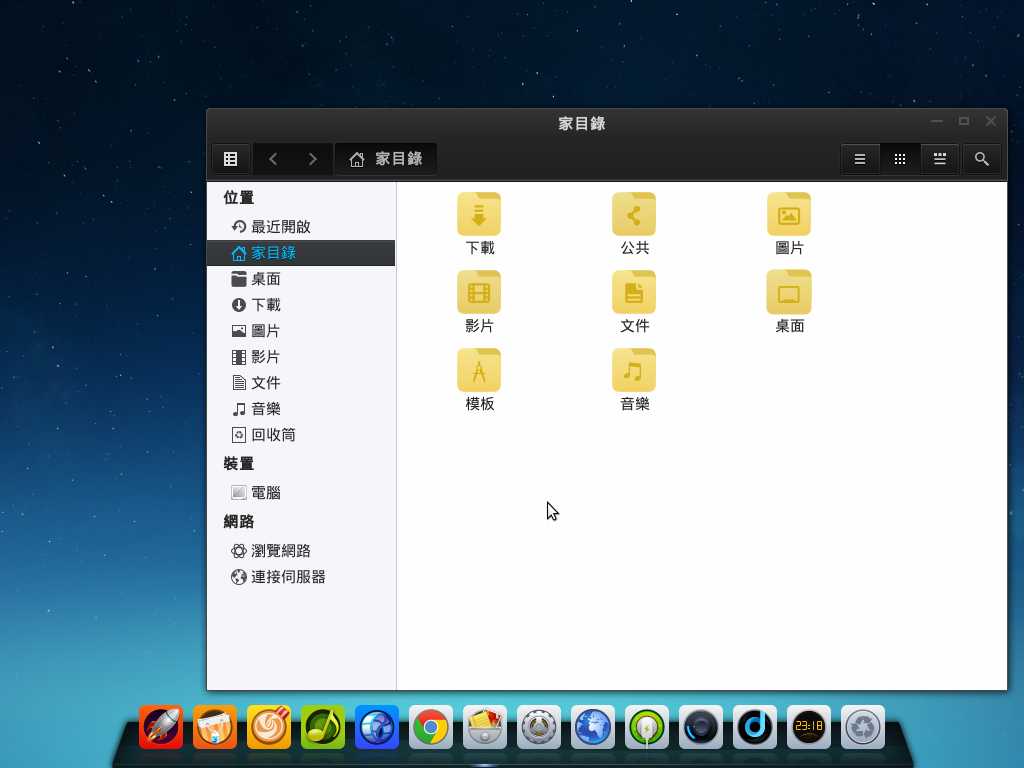 家目錄
家目錄
位置
最近開啟
家目錄
桌面
下載
圖片
影片
文件
音樂
回收筒
裝置
電腦
網路
瀏覽網路
連接伺服器
下載
公共
圖片
影片
文件
桌面
模板
音樂
23:18